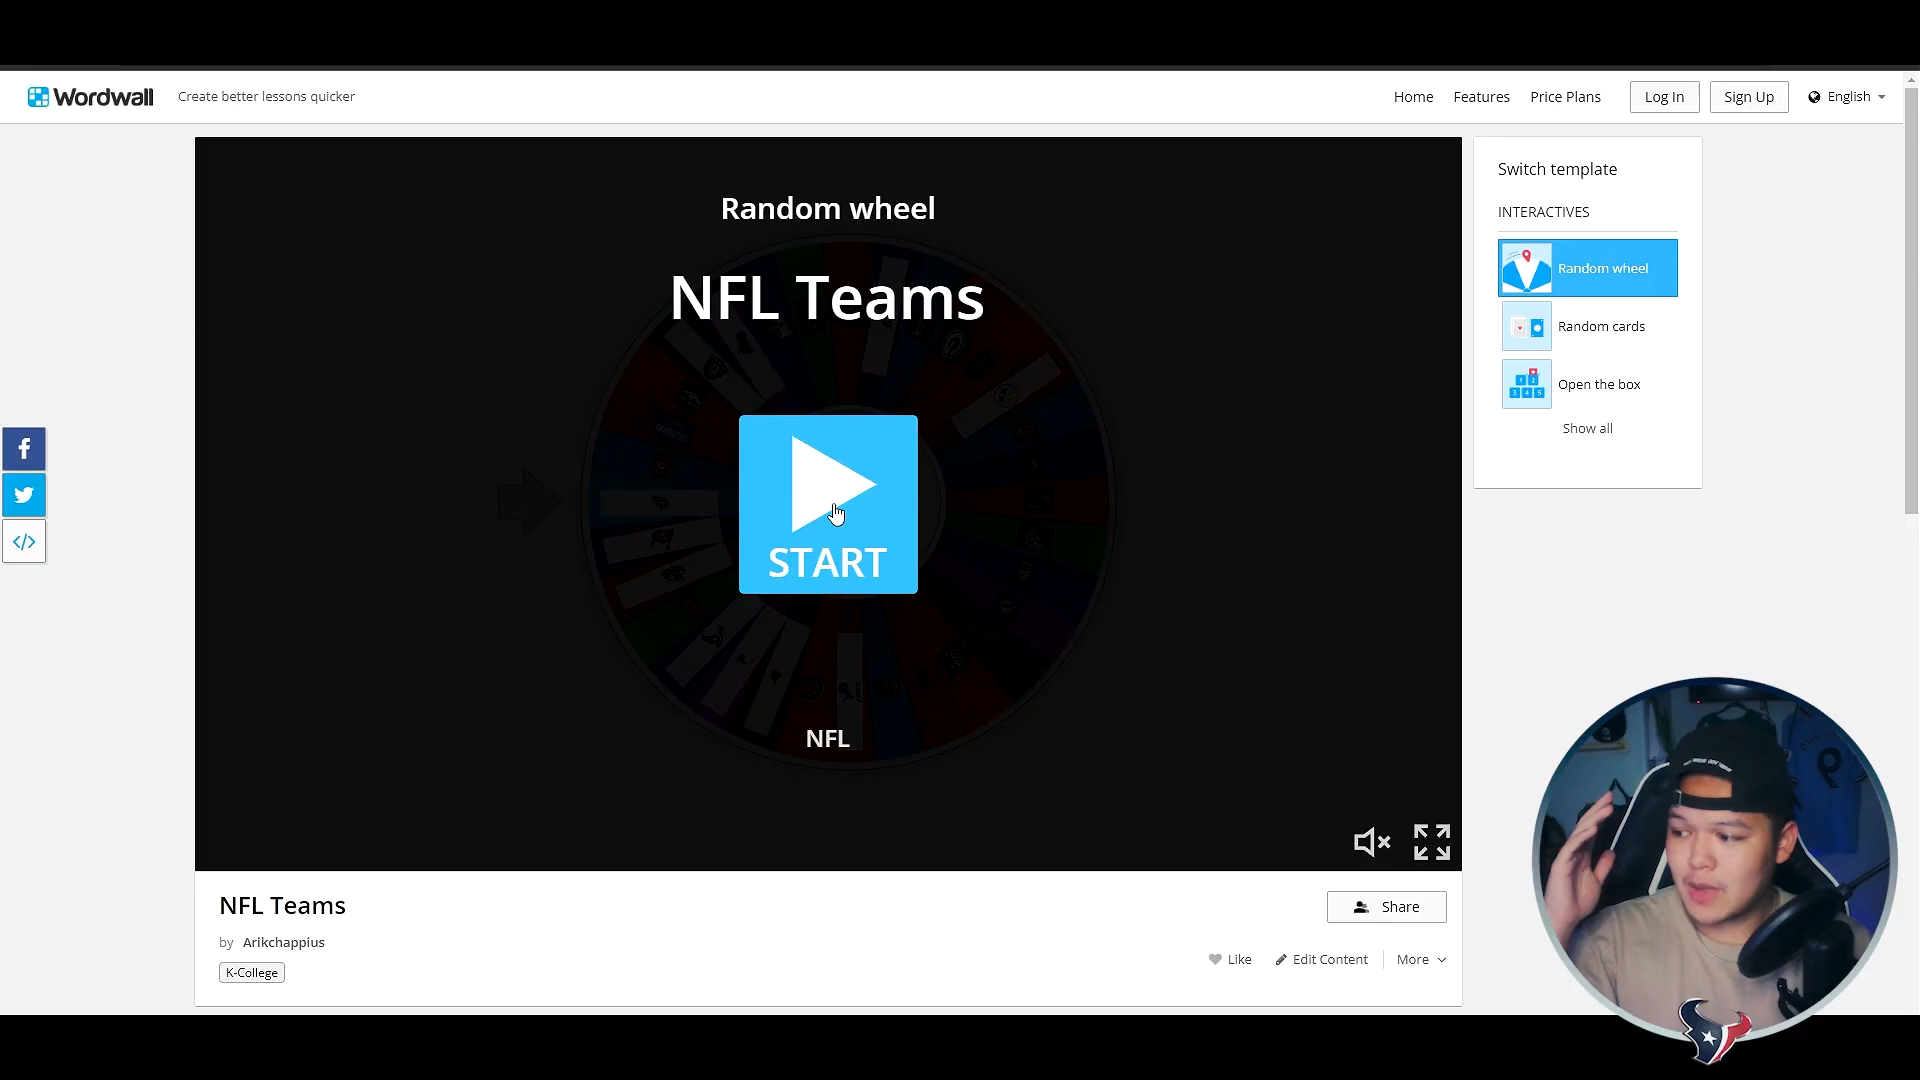 Wordwall
Create better lessons quicker
Home
Features
Price Plans
Log In
Sign Up
English
Random wheel
NFL Teams
START
NFL
Switch template
INTERACTIVES
Random wheel
Random cards
Open the box
Show all
NFL Teams
by Arikchappius
K-College
Share
Like
Edit Content
More